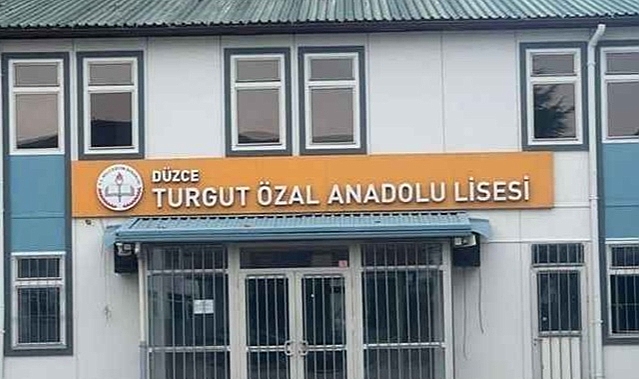 DÜZCE
TURGUT ÖZAL ANADOLU LİSESİ